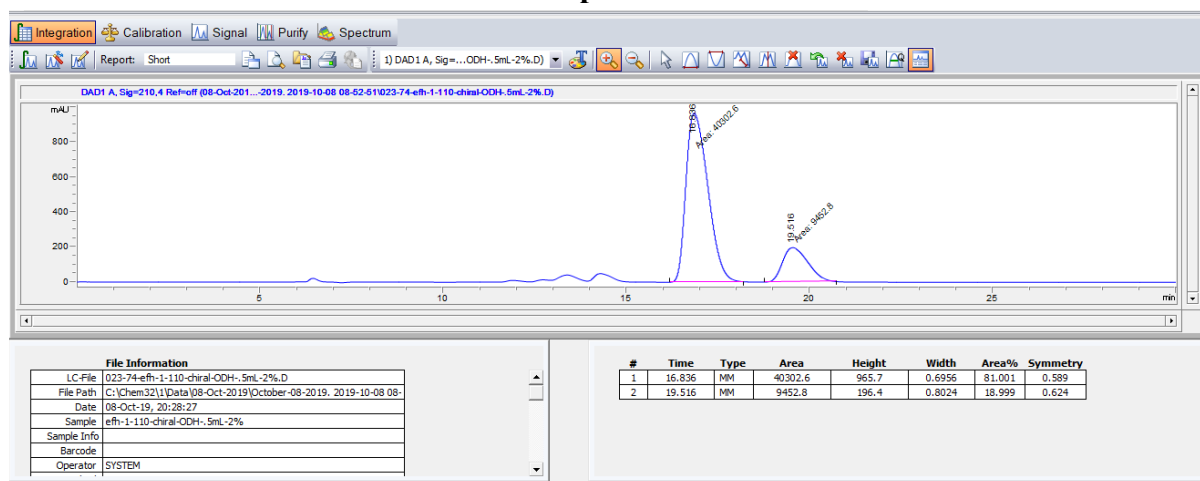 Integration Calibration Signal Purify Spectrum
Report: Short 1) DAD1 A, Sig=...ODH-.5mL-2%.D)
DAD1 A, Sig=210,4 Ref=off (08-Oct-201...-2019. 2019-10-08 08-52-51\023-74-efh-1-110-chiral-ODH-.5mL-2%.D)
mAU
800
600
400
200
0
16.836
Area: 40302.6
19.516
Area: 9452.8
5 10 15 20 25 min
File Information
LC-File 023-74-efh-1-110-chiral-ODH-.5mL-2%.D
File Path C:\Chem32\1\Data\08-Oct-2019\October-08-2019. 2019-10-08 08-
Date 08-Oct-19, 20:28:27
Sample efh-1-110-chiral-ODH-.5mL-2%
Sample Info
Barcode
Operator SYSTEM
# Time Type Area Height Width Area% Symmetry
1 16.836 MM 40302.6 965.7 0.6956 81.001 0.589
2 19.516 MM 9452.8 196.4 0.8024 18.999 0.624